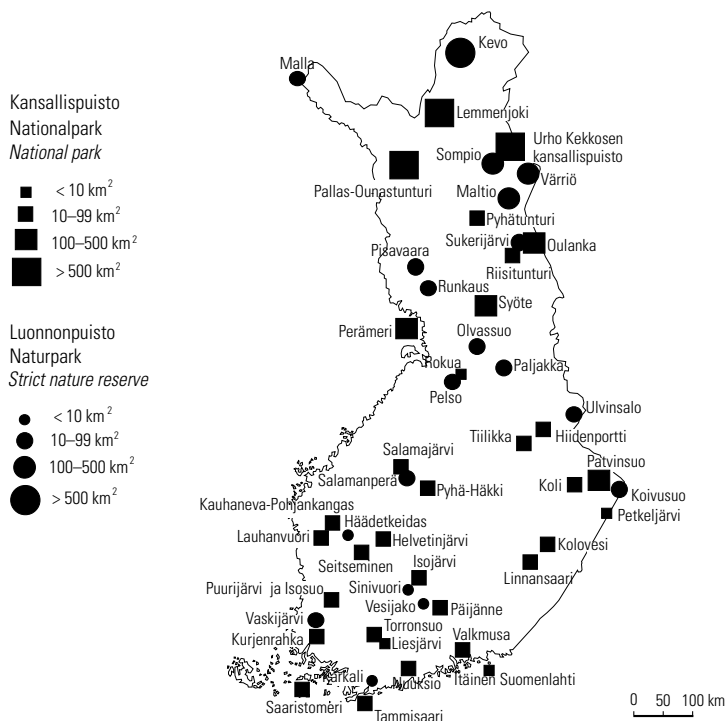 Kansallispuisto
Nationalpark
National park
< 10 km²
10–99 km²
100–500 km²
> 500 km²
Luonnonpuisto
Naturpark
Strict nature reserve
< 10 km²
10–99 km²
100–500 km²
> 500 km²
Kevo
Malla
Lemmenjoki
Urho Kekkosen
kansallispuisto
Sompio
Värriö
Pallas-Ounastunturi
Maltio
Pyhätunturi
Sukerijärvi
Oulanka
Pisavaara
Riisitunturi
Runkaus
Syöte
Perämeri
Olvassuo
Rokua
Paljakka
Pelso
Ulvinsalo
Tiilikka
Hiidenportti
Salamajärvi
Patvinsuo
Salamanperä
Pyhä-Häkki
Koli
Koivusuo
Kauhaneva-Pohjankangas
Petkeljärvi
Häädetkeidas
Lauhanvuori
Helvetinjärvi
Kolovesi
Seitseminen
Isojärvi
Linnansaari
Puurijärvi ja Isosuo
Sinivuori
Vesijako
Päijänne
Vaskijärvi
Torronsuo
Kurjenrahka
Liesjärvi
Valkmusa
Karkali
Nuuksio
Itäinen Suomenlahti
Saaristomeri
Tammisaari
0 50 100 km